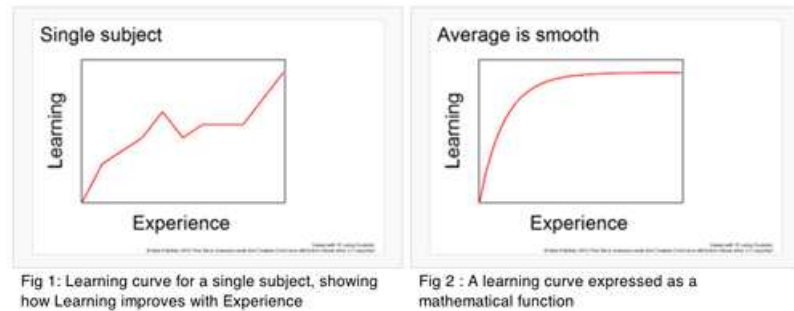 Single subject
Learning
Experience
Fig 1: Learning curve for a single subject, showing
how Learning improves with Experience
Average is smooth
Learning
Experience
Fig 2 : A learning curve expressed as a
mathematical function